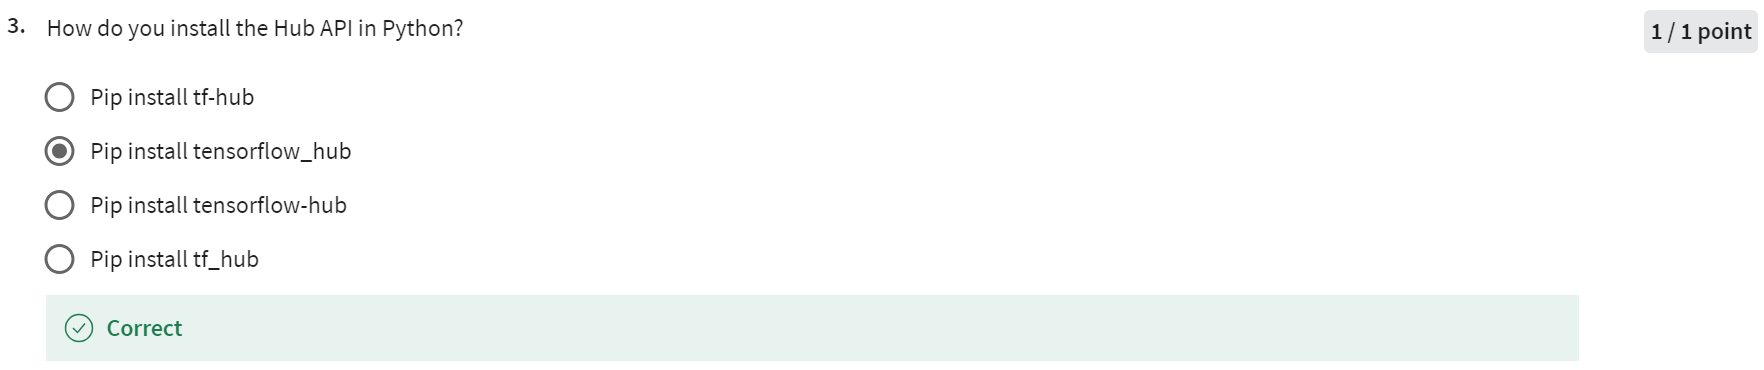 3. How do you install the Hub API in Python?
1 / 1 point
Pip install tf-hub
Pip install tensorflow_hub
Pip install tensorflow-hub
Pip install tf_hub
Correct